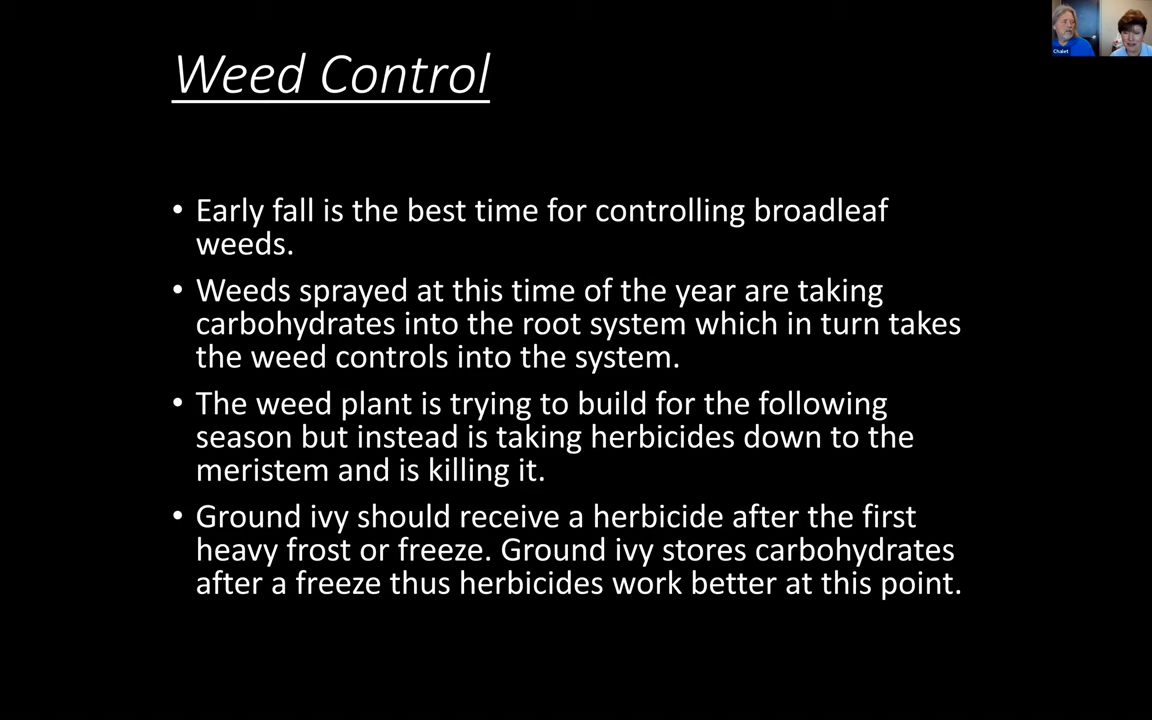 Chalet
Weed Control
• Early fall is the best time for controlling broadleaf
weeds.
• Weeds sprayed at this time of the year are taking
carbohydrates into the root system which in turn takes
the weed controls into the system.
• The weed plant is trying to build for the following
season but instead is taking herbicides down to the
meristem and is killing it.
• Ground ivy should receive a herbicide after the first
heavy frost or freeze. Ground ivy stores carbohydrates
after a freeze thus herbicides work better at this point.